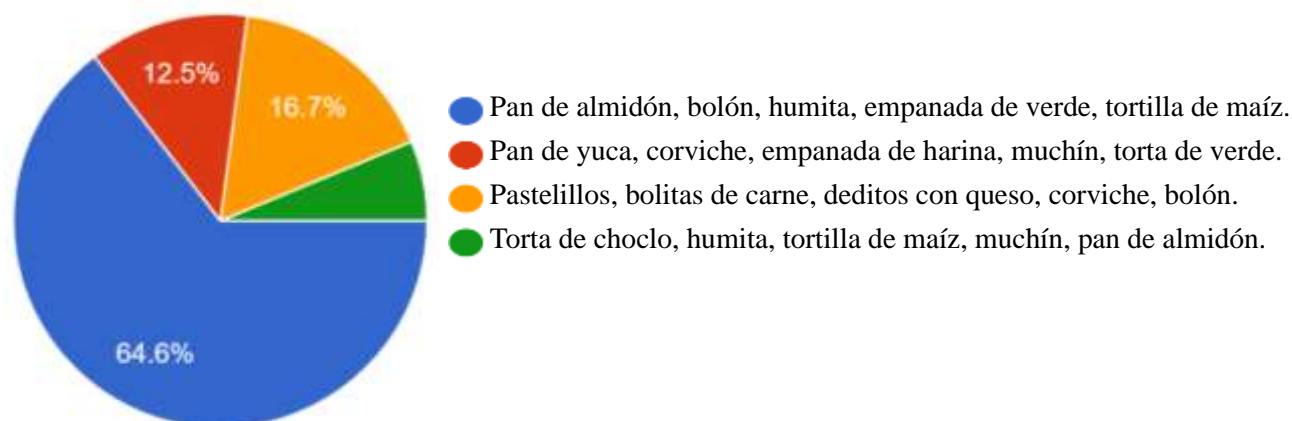 12.5%
16.7%
64.6%
Pan de almidón, bolón, humita, empanada de verde, tortilla de maíz.
Pan de yuca, corviche, empanada de harina, muchín, torta de verde.
Pastelillos, bolitas de carne, deditos con queso, corviche, bolón.
Torta de choclo, humita, tortilla de maíz, muchín, pan de almidón.